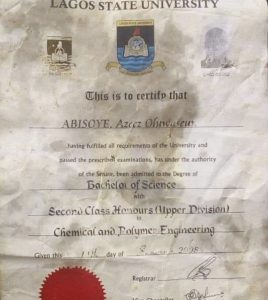 LAGOS STATE UNIVERSITY
This is to certify that
ABISOYE, Azeez
having fulfilled all requirements of the University and
passed the prescribed examinations, has under the authority
of the Senate, been admitted to the Degree of
Bachelor of Science
with
Second Class Honours (Upper Division)
in
Chemical and Polymer Engineering
Given this day of
Registrar
Vice-Chancellor